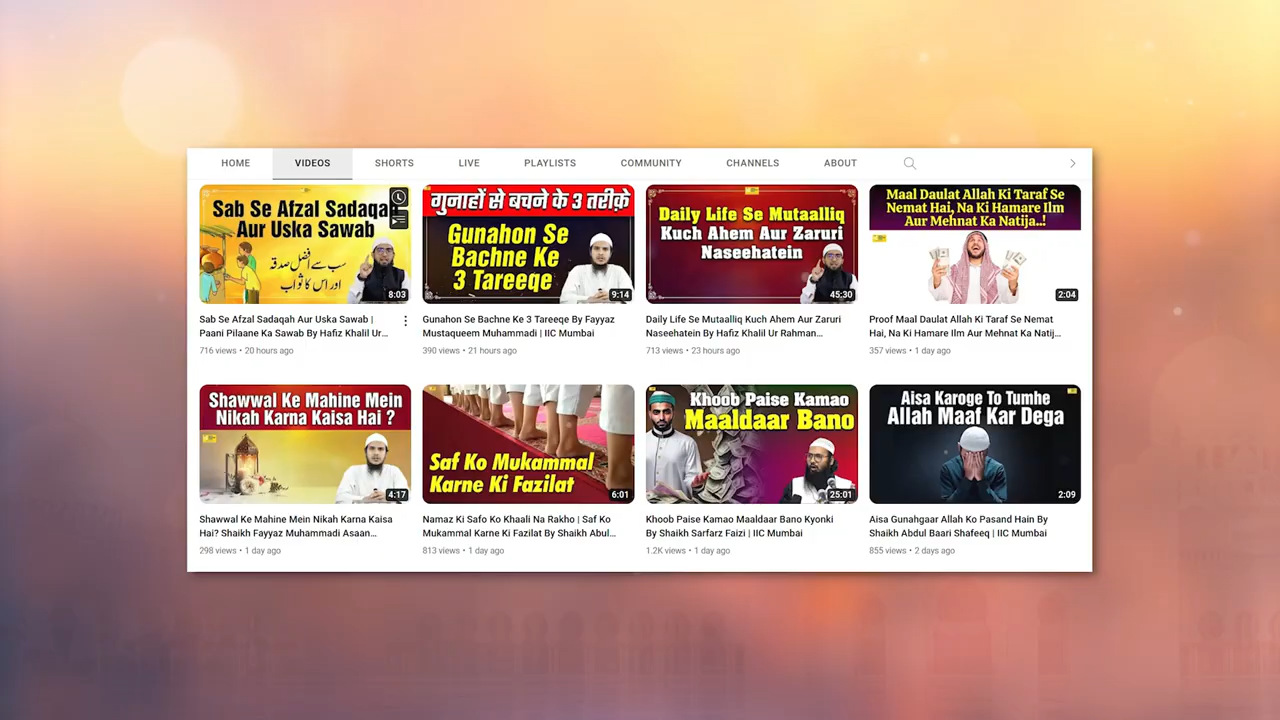 HOME VIDEOS SHORTS LIVE PLAYLISTS COMMUNITY CHANNELS ABOUT
Sab Se Afzal Sadaqa
Aur Uska Sawab
سب سے افضل صدقہ
اور اس کا ثواب
8:03
Sab Se Afzal Sadaqah Aur Uska Sawab |
Paani Pilaane Ka Sawab By Hafiz Khalil Ur...
716 views • 20 hours ago
गुनाहों से बचने के 3 तरीक़े
Gunahon Se
Bachne Ke
3 Tareeqe
9:14
Gunahon Se Bachne Ke 3 Tareeqe By Fayyaz
Mustaqueem Muhammadi | IIC Mumbai
390 views • 21 hours ago
Daily Life Se Mutaalliq
Kuch Ahem Aur Zaruri
Naseehatein
45:30
Daily Life Se Mutaalliq Kuch Ahem Aur Zaruri
Naseehatein By Hafiz Khalil Ur Rahman...
713 views • 23 hours ago
Maal Daulat Allah Ki Taraf Se
Nemat Hai, Na Ki Hamare Ilm
Aur Mehnat Ka Natija..!
2:04
Proof Maal Daulat Allah Ki Taraf Se Nemat
Hai, Na Ki Hamare Ilm Aur Mehnat Ka Natij...
357 views • 1 day ago
Shawwal Ke Mahine Mein
Nikah Karna Kaisa Hai ?
4:17
Shawwal Ke Mahine Mein Nikah Karna Kaisa
Hai? Shaikh Fayyaz Muhammadi Asaan...
298 views • 1 day ago
Saf Ko Mukammal
Karne Ki Fazilat
6:01
Namaz Ki Safo Ko Khaali Na Rakho | Saf Ko
Mukammal Karne Ki Fazilat By Shaikh Abul...
813 views • 1 day ago
Khoob Paise Kamao
Maaldaar Bano
25:01
Khoob Paise Kamao Maaldaar Bano Kyonki
By Shaikh Sarfarz Faizi | IIC Mumbai
1.2K views • 1 day ago
Aisa Karoge To Tumhe
Allah Maaf Kar Dega
2:09
Aisa Gunahgaar Allah Ko Pasand Hain By
Shaikh Abdul Baari Shafeeq | IIC Mumbai
855 views • 2 days ago